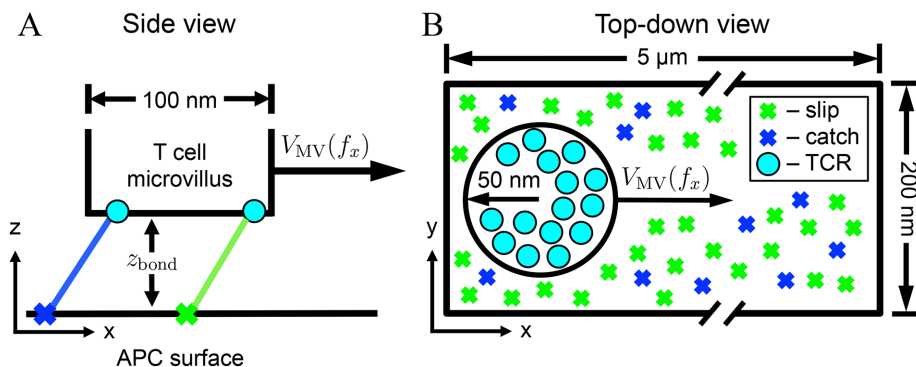 A
Side view
100 nm
T cell
microvillus
V_MV(f_x)
z
z_bond
x
APC surface
B
Top-down view
5 µm
– slip
– catch
– TCR
50 nm
V_MV(f_x)
200 nm
y
x